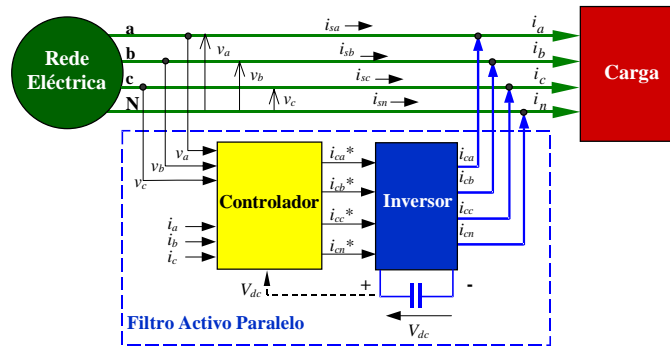 Rede
Eléctrica
a
b
c
N
v_a
v_b
v_c
i_sa
i_sb
i_sc
i_sn
i_a
i_b
i_c
i_n
Carga
v_a
v_b
v_c
i_a
i_b
i_c
Controlador
i_ca*
i_cb*
i_cc*
i_cn*
Inversor
i_ca
i_cb
i_cc
i_cn
V_dc
+
-
V_dc
Filtro Activo Paralelo